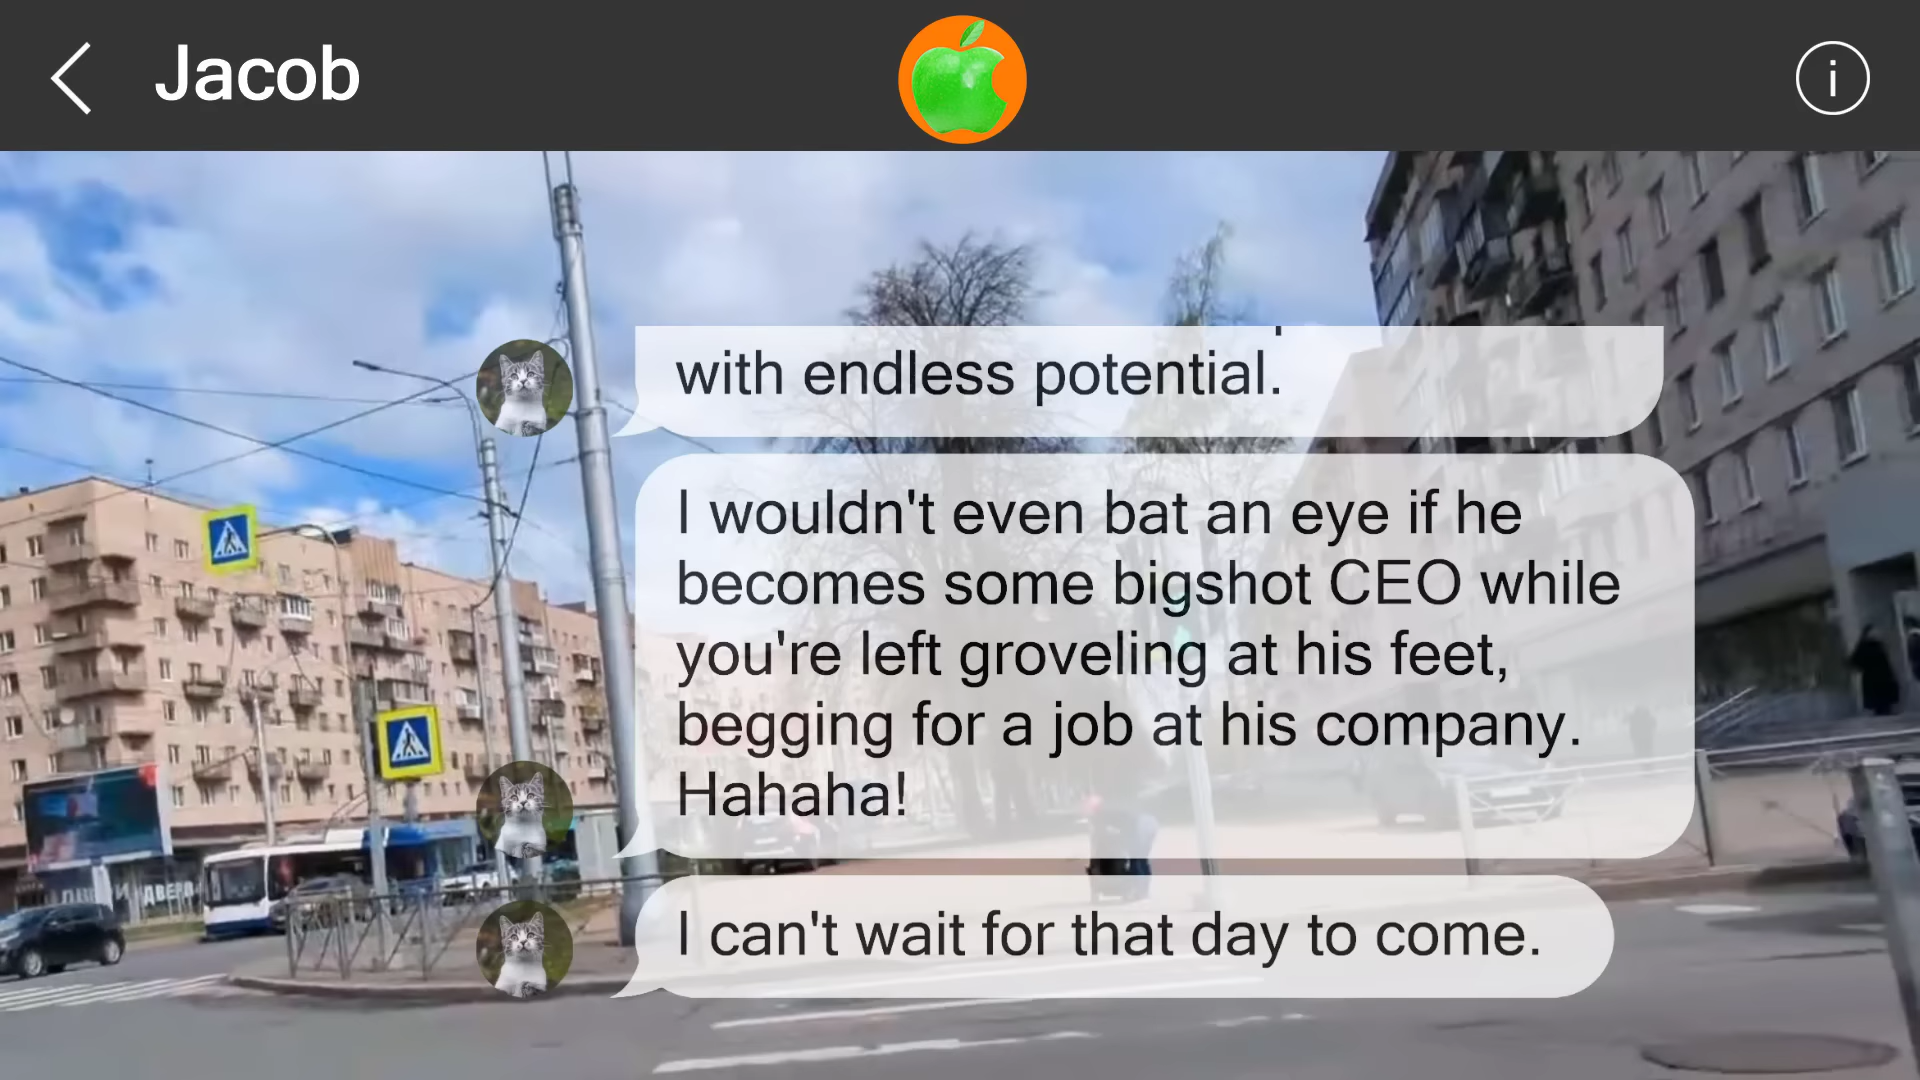 Jacob
i
with endless potential.
I wouldn't even bat an eye if he
becomes some bigshot CEO while
you're left groveling at his feet,
begging for a job at his company.
Hahaha!
I can't wait for that day to come.